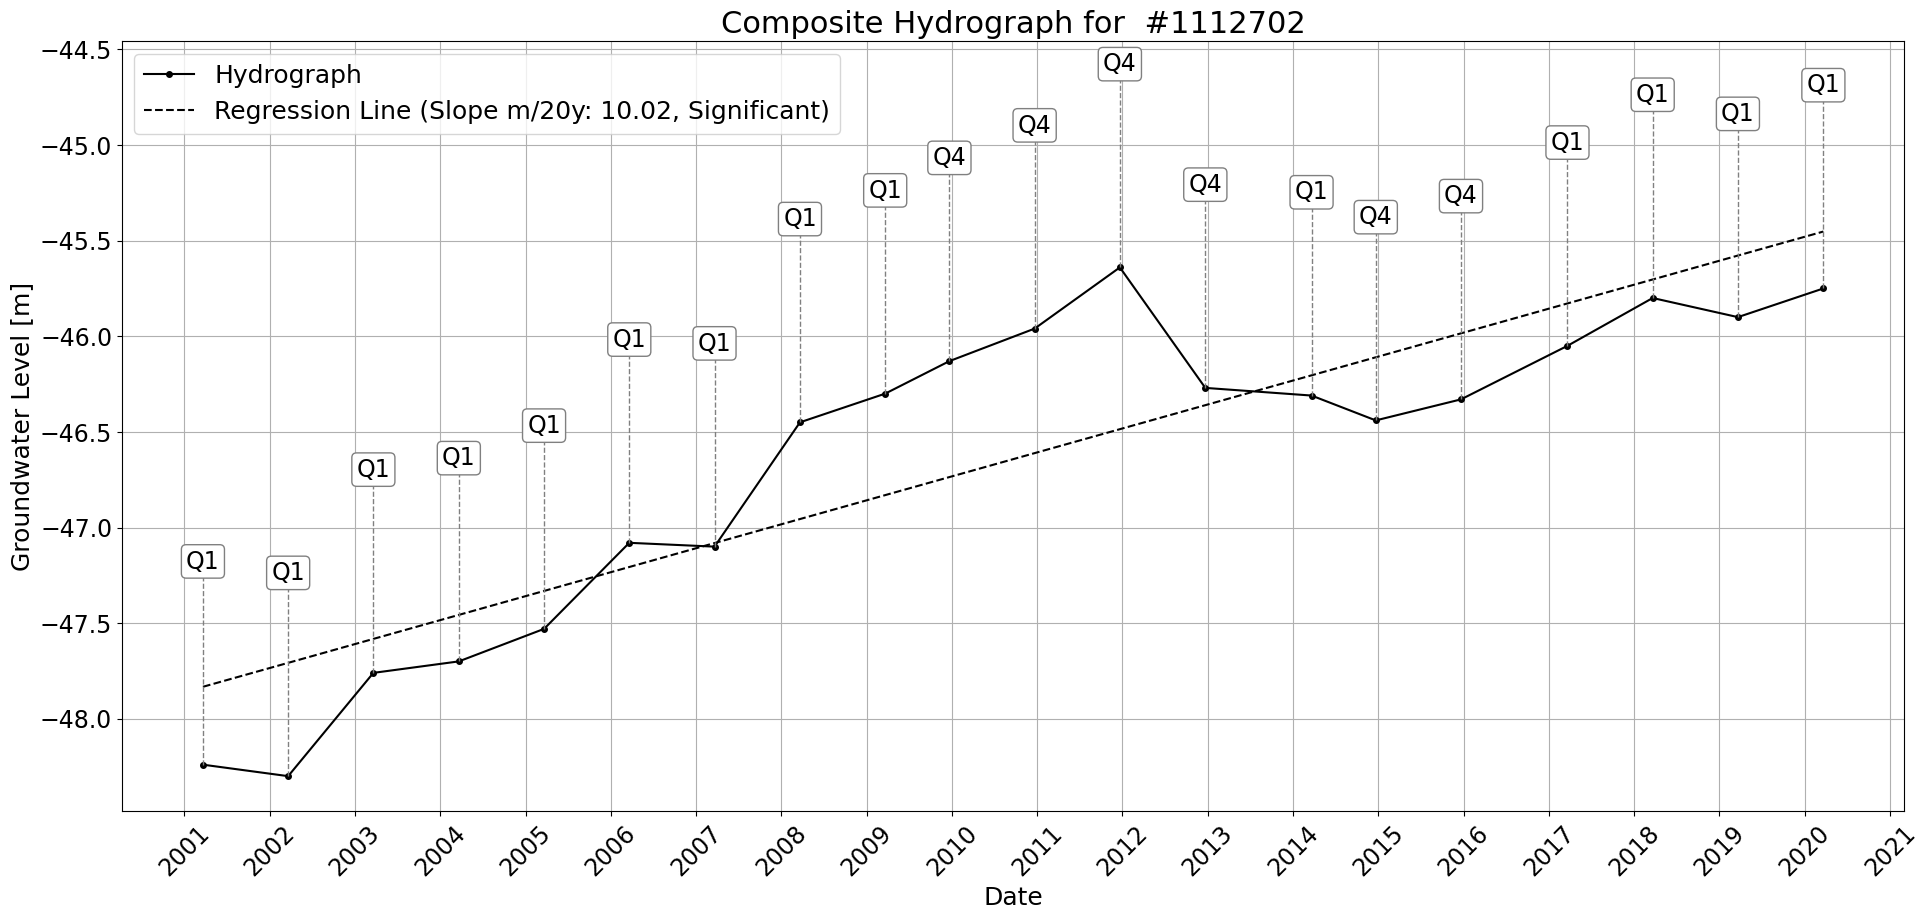 Composite Hydrograph for  #1112702
Hydrograph
Regression Line (Slope m/20y: 10.02, Significant)
Groundwater Level [m]
−44.5
−45.0
−45.5
−46.0
−46.5
−47.0
−47.5
−48.0
Q1
Q1
Q1
Q1
Q1
Q1
Q1
Q1
Q1
Q4
Q4
Q4
Q4
Q1
Q4
Q4
Q1
Q1
Q1
Q1
2001
2002
2003
2004
2005
2006
2007
2008
2009
2010
2011
2012
2013
2014
2015
2016
2017
2018
2019
2020
2021
Date